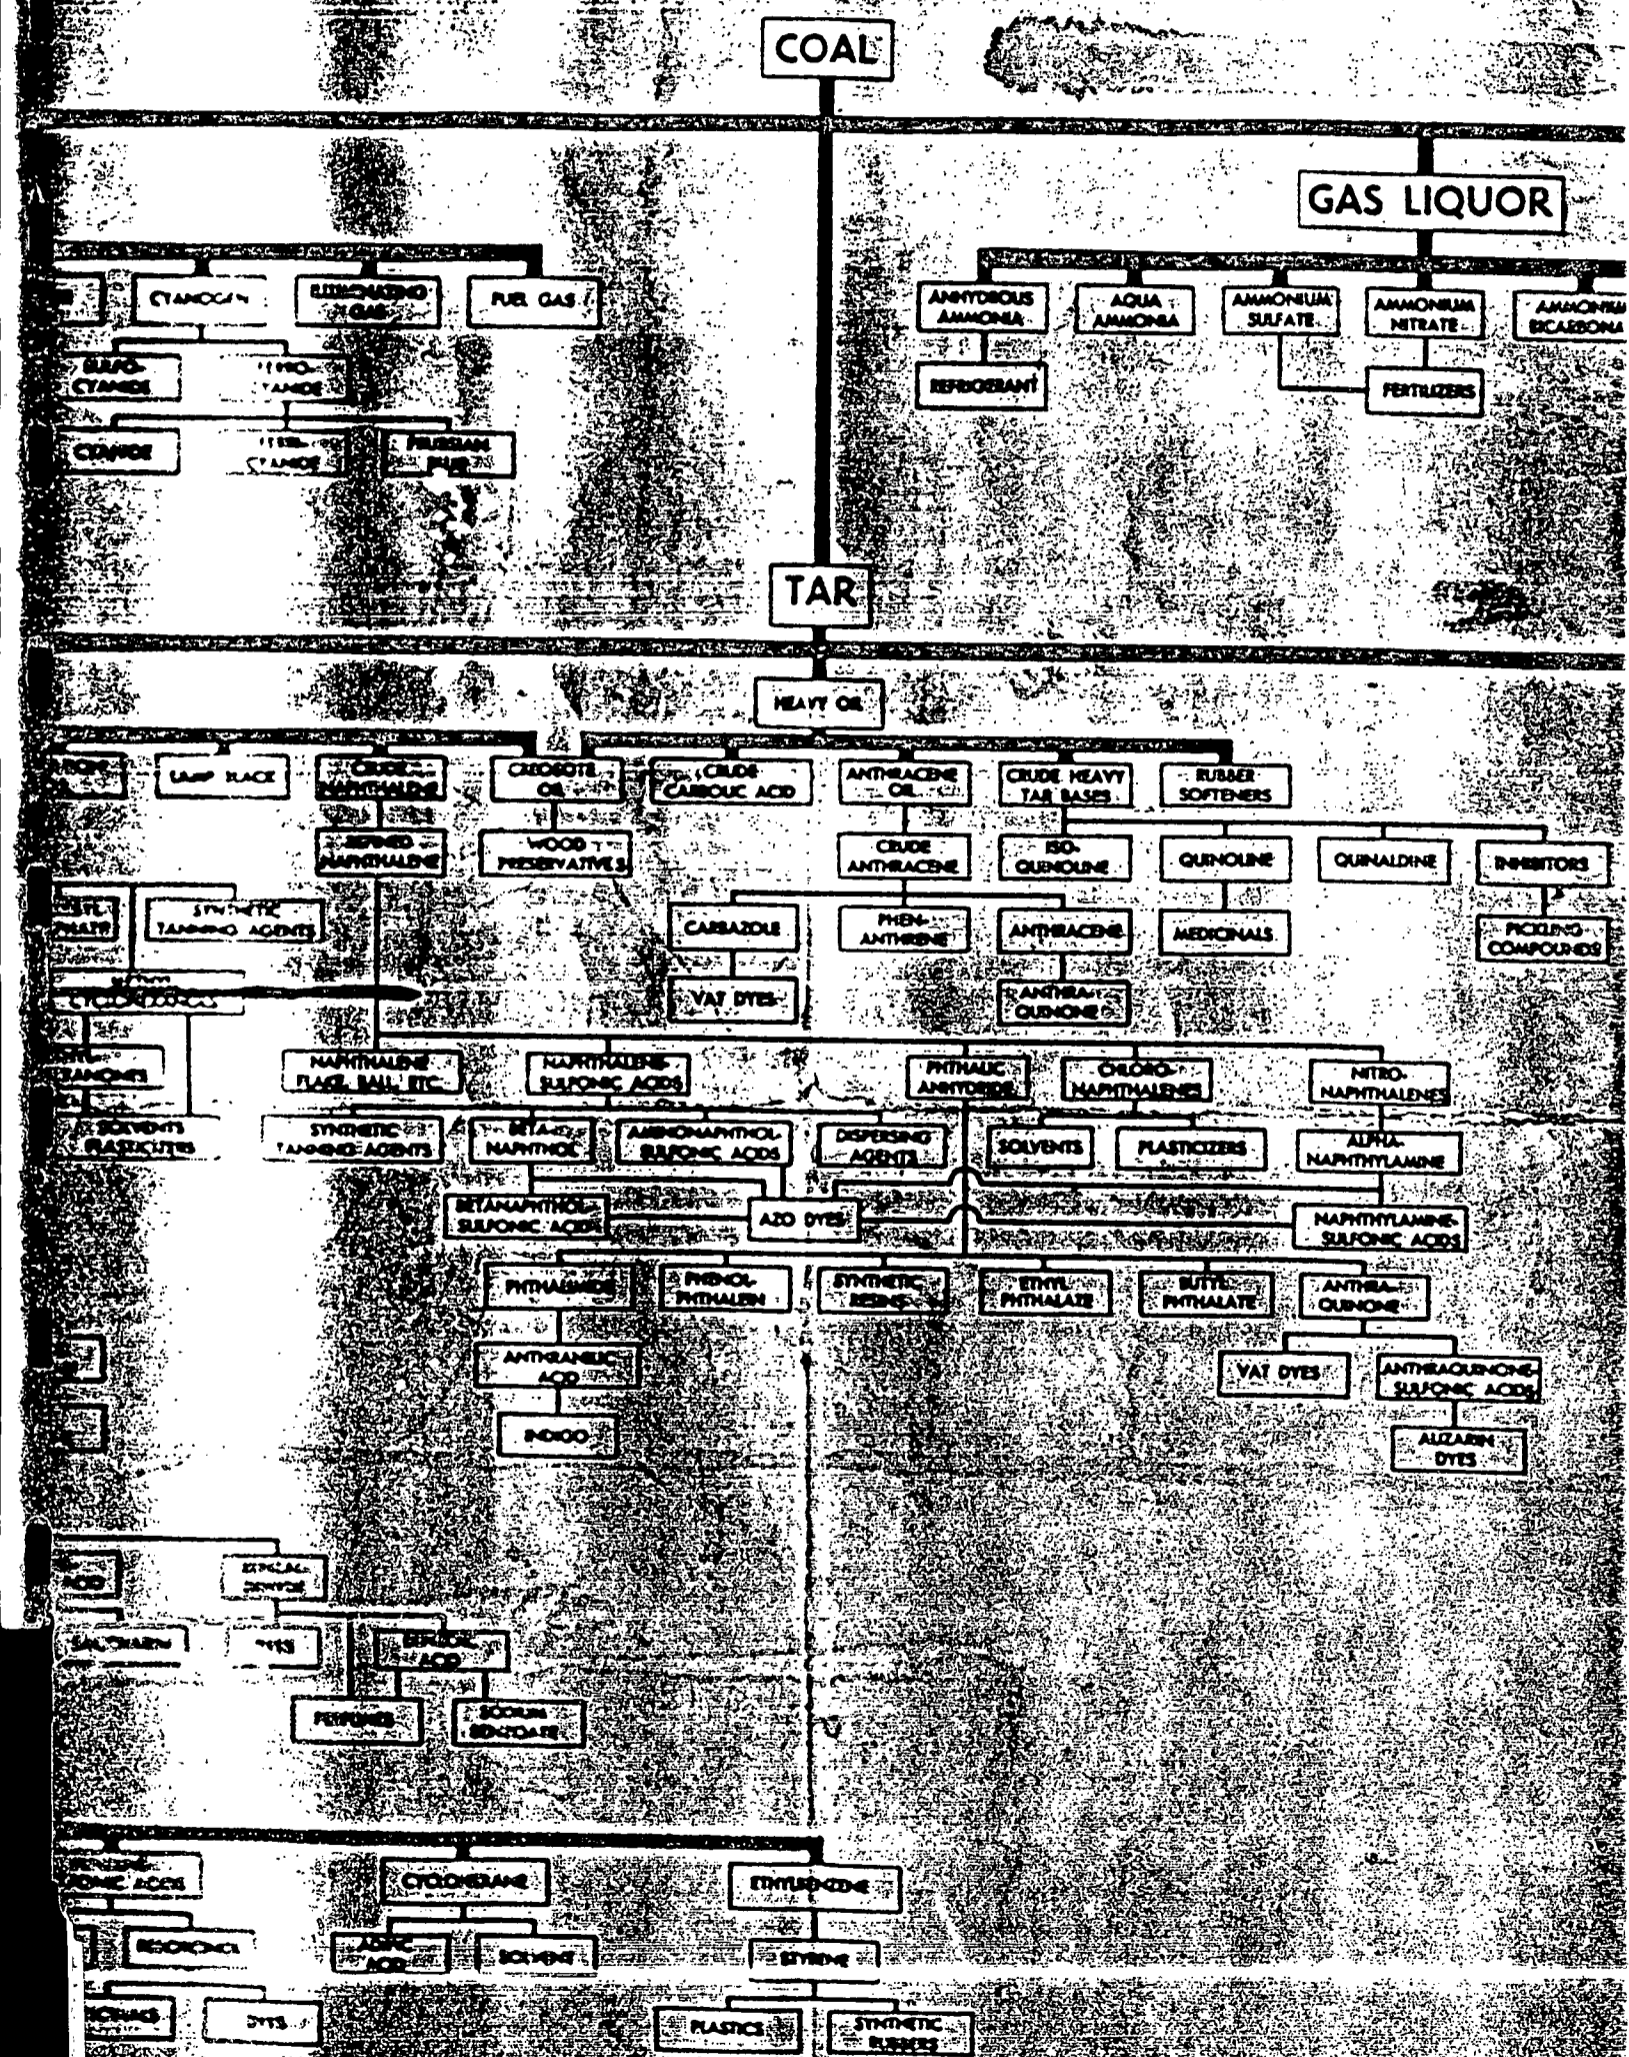 COAL
GAS LIQUOR
CYANOGEN
ILLUMINATING
GAS
FUEL GAS
ANHYDROUS
AMMONIA
AQUA
AMMONIA
AMMONIUM
SULFATE
AMMONIUM
NITRATE
AMMONIUM
BICARBONA
SULFO-
CYANIDE
CYANIDE
REFRIGERANT
FERTILIZERS
CYANIDE
CYANIDE
PRUSSIAN
BLUE
TAR
HEAVY OIL
LAMP BLACK
CRUDE
NAPHTHALENE
CREOSOTE
OIL
CRUDE
CARBOLIC ACID
ANTHRACENE
OIL
CRUDE HEAVY
TAR BASES
RUBBER
SOFTENERS
REFINED
NAPHTHALENE
WOOD
PRESERVATIVES
CRUDE
ANTHRACENE
ISO-
QUINOLINE
QUINOLINE
QUINALDINE
INHIBITORS
SYNTHETIC
TANNING AGENTS
CARBAZOLE
PHEN-
ANTHRENE
ANTHRACENE
MEDICINALS
PICKLING
COMPOUNDS
VAT DYES
ANTHRA-
QUINONE
NAPHTHALENE
FLAKE, BALL, ETC.
NAPHTHALENE-
SULFONIC ACIDS
PHTHALIC
ANHYDRIDE
CHLORO-
NAPHTHALENES
NITRO-
NAPHTHALENES
SOLVENTS
SYNTHETIC
TANNING AGENTS
BETA-
NAPHTHOL
AMINONAPHTHOL-
SULFONIC ACIDS
DISPERSING
AGENTS
SOLVENTS
PLASTICIZERS
ALPHA-
NAPHTHYLAMINE
BETANAPHTHOL-
SULFONIC ACIDS
AZO DYES
NAPHTHYLAMINE-
SULFONIC ACIDS
PHTHALIMIDE
PHENOL-
PHTHALEIN
SYNTHETIC
RESINS
ETHYL
PHTHALATE
BUTYL
PHTHALATE
ANTHRA-
QUINONE
ANTHRANILIC
ACID
VAT DYES
ANTHRAQUINONE-
SULFONIC ACIDS
INDIGO
ALIZARIN
DYES
SACCHARIN
DYES
BENZOIC
ACID
PERFUMES
SODIUM
BENZOATE
CYCLOHEXANE
ETHYLBENZENE
RESORCINOL
ADIPIC
ACID
SOLVENT
STYRENE
DYES
PLASTICS
SYNTHETIC
RUBBERS